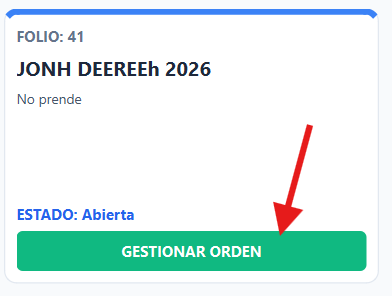 FOLIO: 41
JONH DEEREEh 2026
No prende
ESTADO: Abierta
GESTIONAR ORDEN